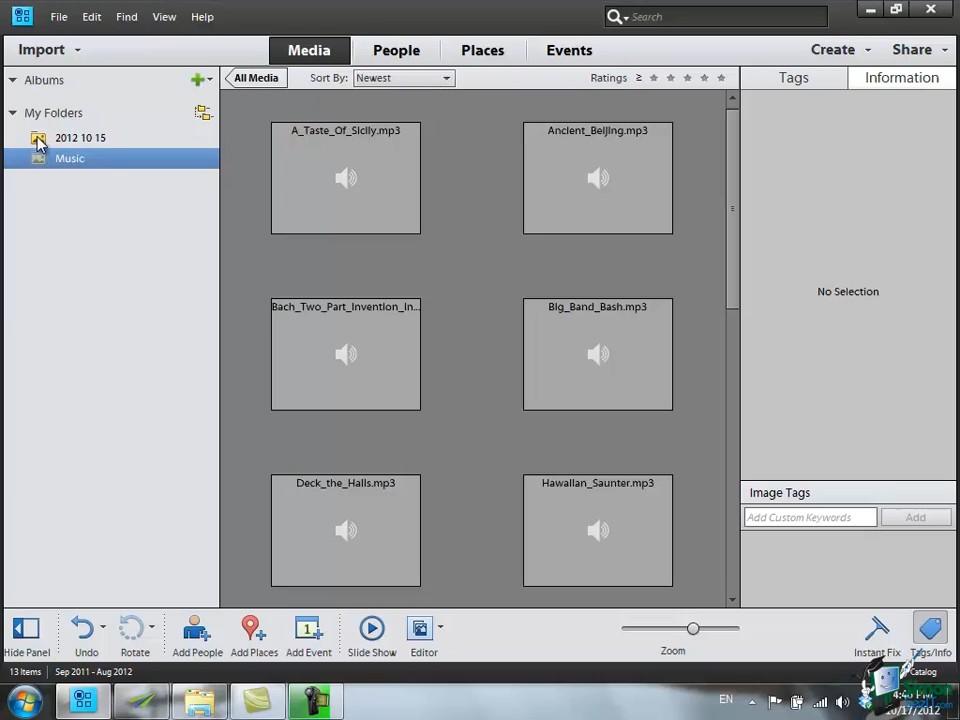 File Edit Find View Help
Search
Import
Media People Places Events
Create Share
Albums
All Media
Sort By: Newest
Ratings ≥
Tags Information
My Folders
2012 10 15
Music
A_Taste_Of_Sicily.mp3
Ancient_Beijing.mp3
Bach_Two_Part_Invention_In...
Big_Band_Bash.mp3
No Selection
Deck_the_Halls.mp3
Hawaiian_Saunter.mp3
Image Tags
Add Custom Keywords Add
Hide Panel Undo Rotate Add People Add Places Add Event Slide Show Editor Zoom Instant Fix Tags/Info
13 Items Sep 2011 - Aug 2012
Catalog
EN
10/17/2012